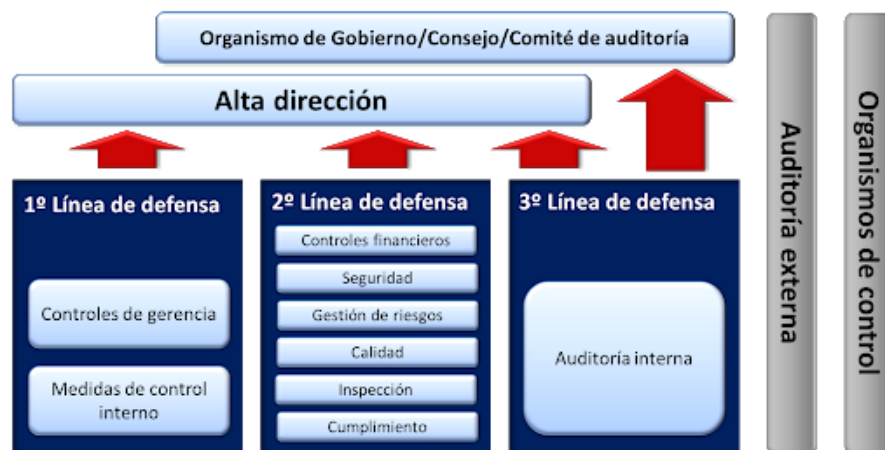 Organismo de Gobierno/Consejo/Comité de auditoría
Alta dirección
1º Línea de defensa
Controles de gerencia
Medidas de control
interno
2º Línea de defensa
Controles financieros
Seguridad
Gestión de riesgos
Calidad
Inspección
Cumplimiento
3º Línea de defensa
Auditoría interna
Auditoría externa
Organismos de control